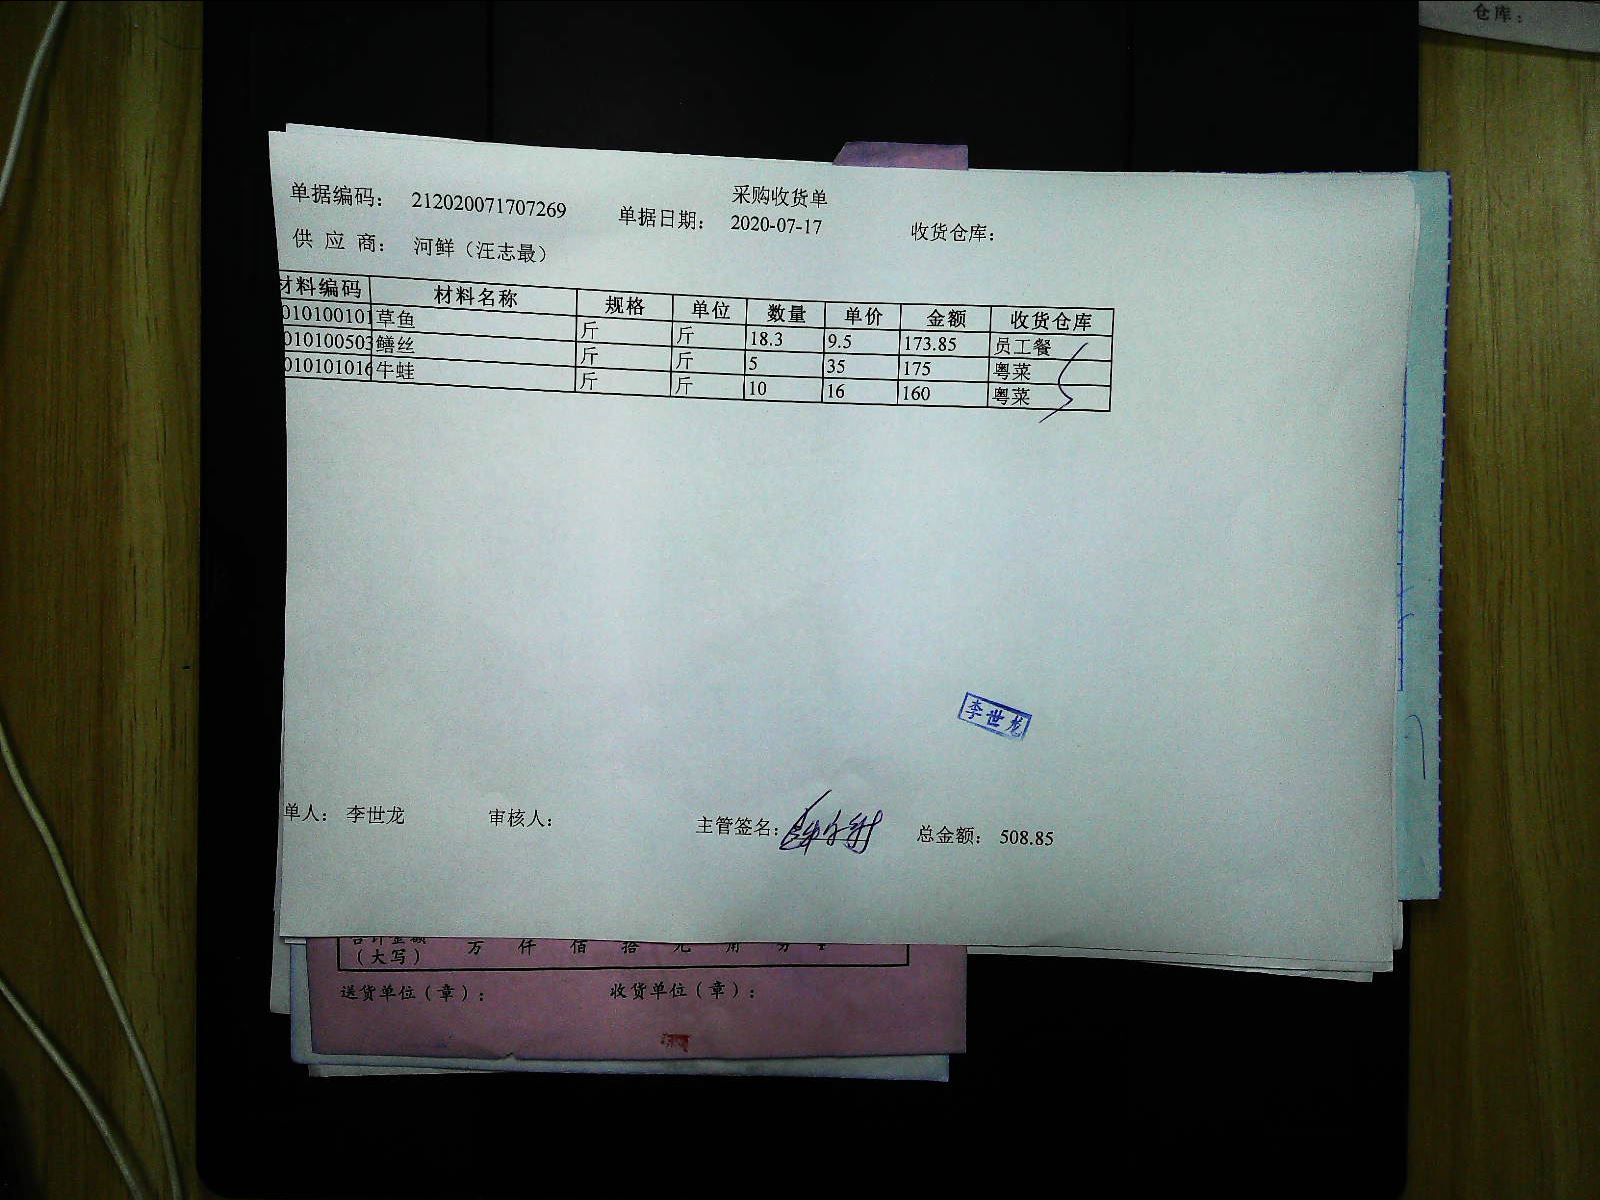 仓库：
采购收货单
单据编码： 212020071707269 单据日期： 2020-07-17 收货仓库：
供 应 商： 河鲜（汪志最）
材料编码 材料名称 规格 单位 数量 单价 金额 收货仓库
010100101 草鱼 斤 斤 18.3 9.5 173.85 员工餐
010100503 鳝丝 斤 斤 5 35 175 粤菜
010101016 牛蛙 斤 斤 10 16 160 粤菜
李世龙
单人： 李世龙 审核人： 主管签名： 总金额： 508.85
合计金额 万 仟 佰 拾 元 角 分 ¥
（大写）
送货单位（章）： 收货单位（章）：